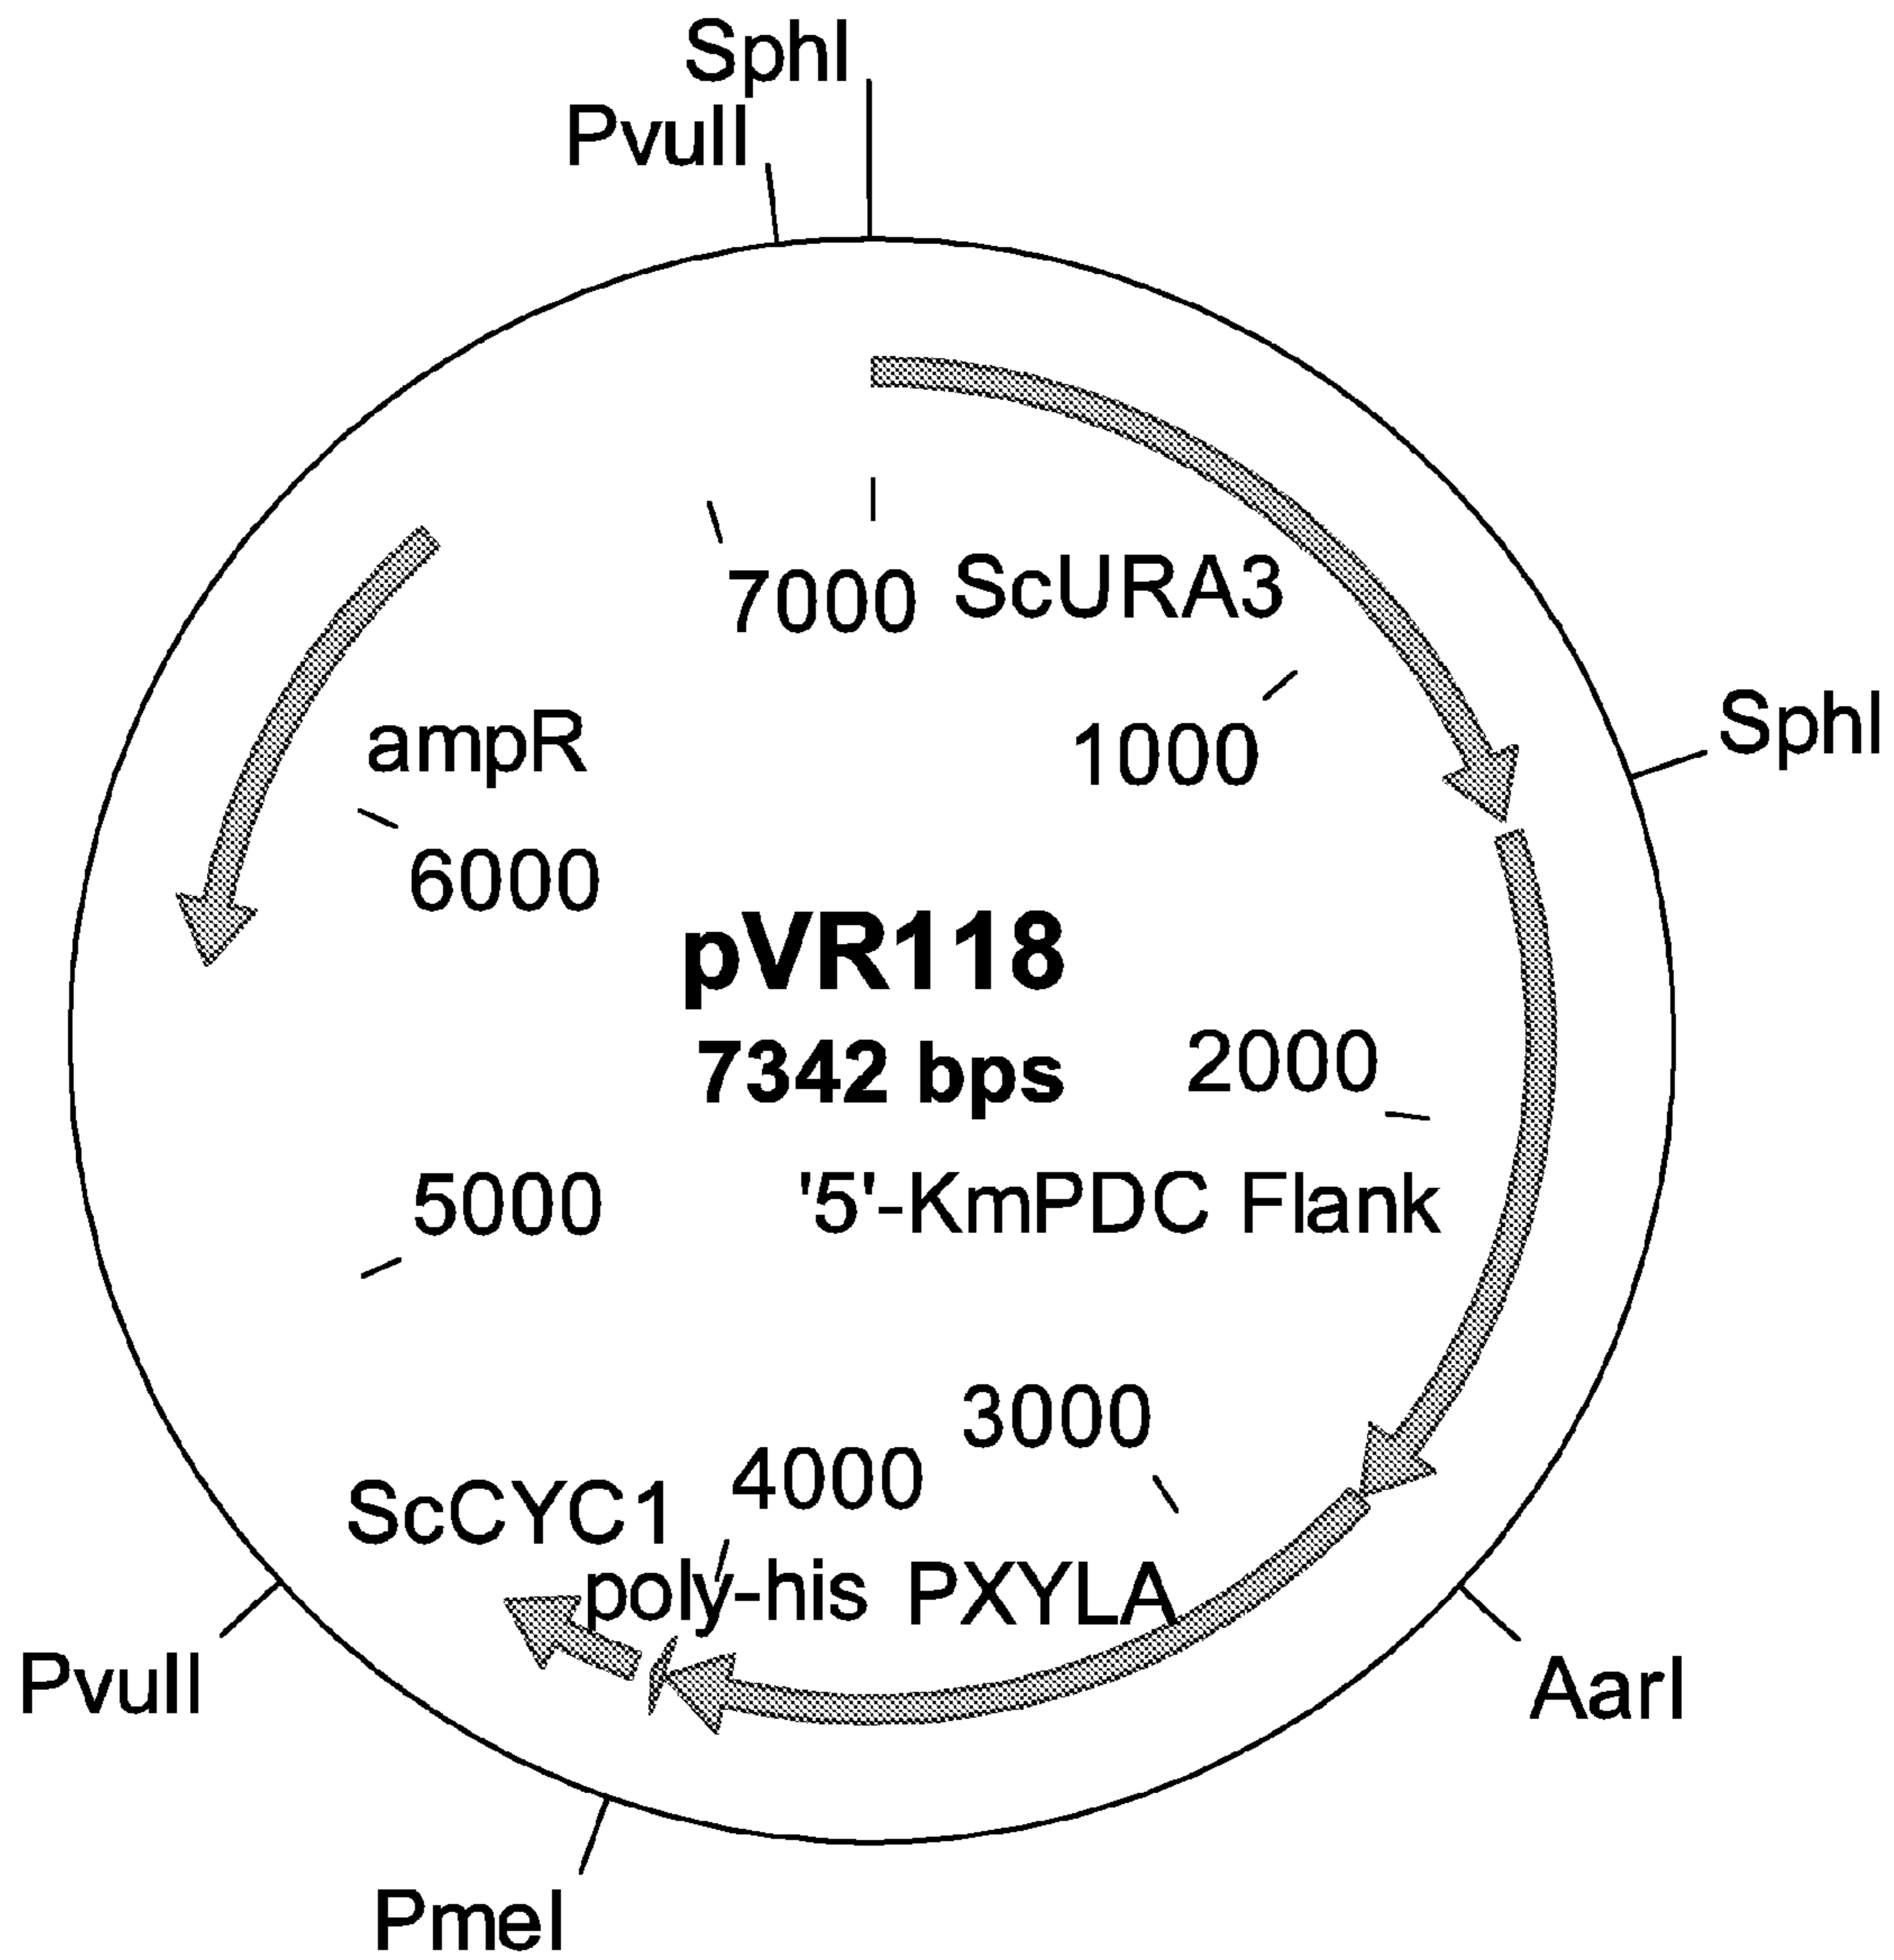 SphI
PvuII
7000
ScURA3
SphI
ampR
1000
6000
pVR118
7342 bps
2000
5000
'5'-KmPDC Flank
3000
4000
ScCYC1
poly-his
PXYLA
PvuII
AarI
PmeI